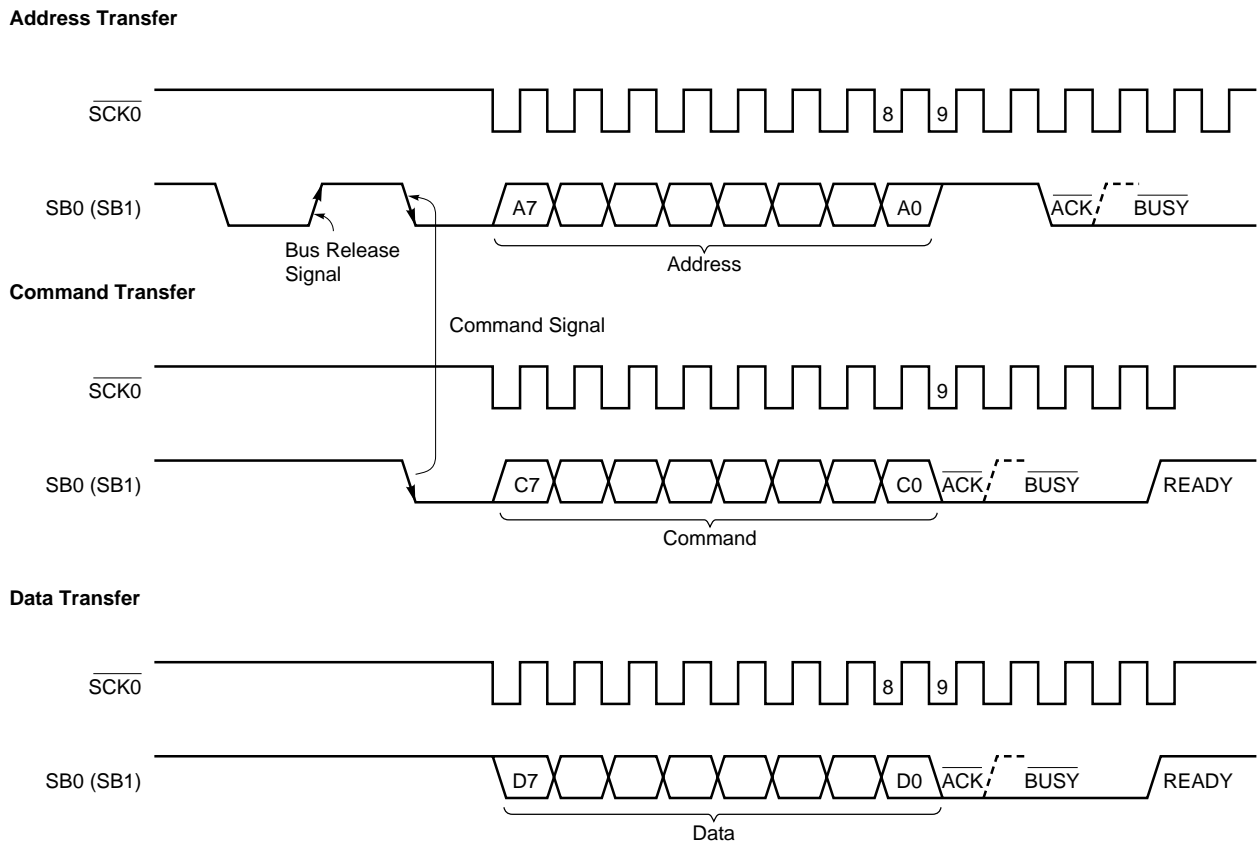 Address Transfer
SCK0
8 9
SB0 (SB1)
A7 A0 ACK BUSY
Bus Release
Signal
Address
Command Transfer
Command Signal
SCK0
9
SB0 (SB1)
C7 C0 ACK BUSY READY
Command
Data Transfer
SCK0
8 9
SB0 (SB1)
D7 D0 ACK BUSY READY
Data